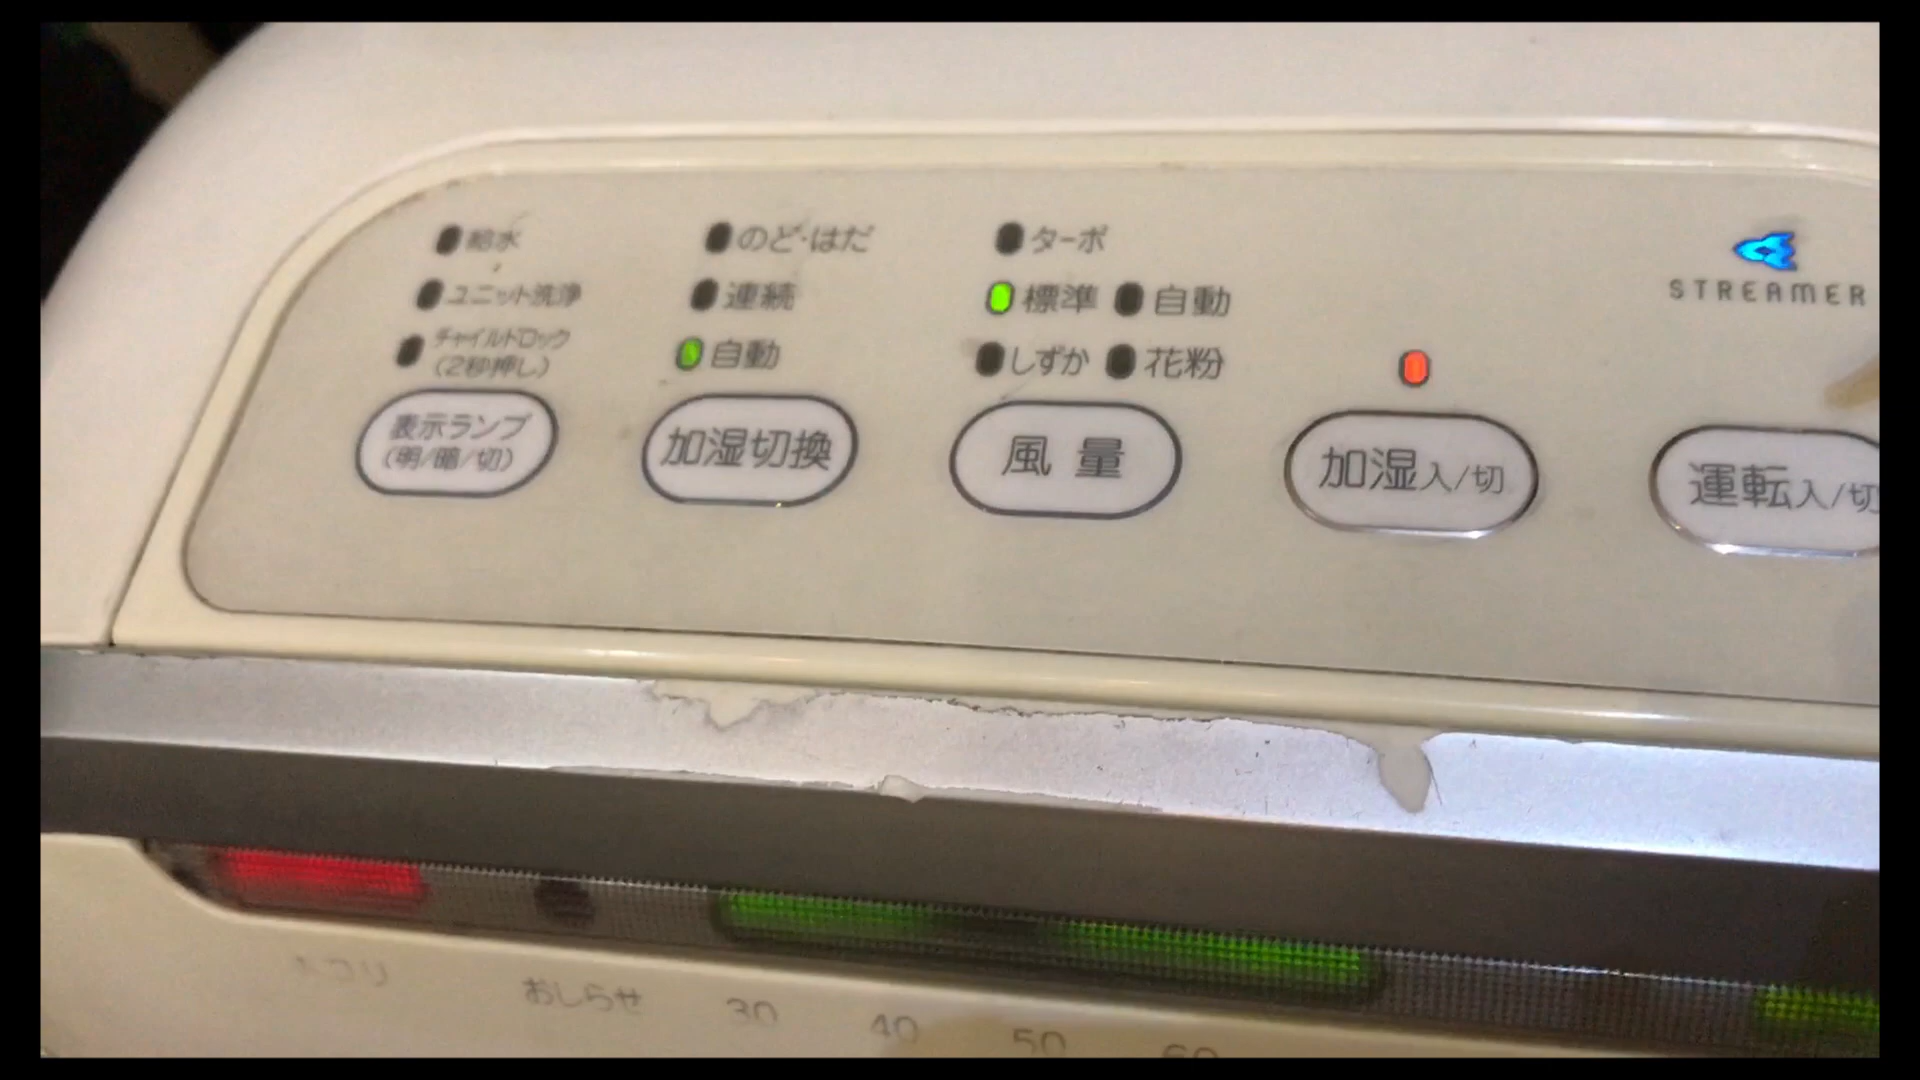 給水
ユニット洗浄
チャイルドロック
(2秒押し)
表示ランプ
(明/暗/切)
のど・はだ
連続
自動
加湿切換
ターボ
標準 自動
しずか 花粉
風量
加湿入/切
STREAMER
運転入/切
おしらせ 30 40 50 60